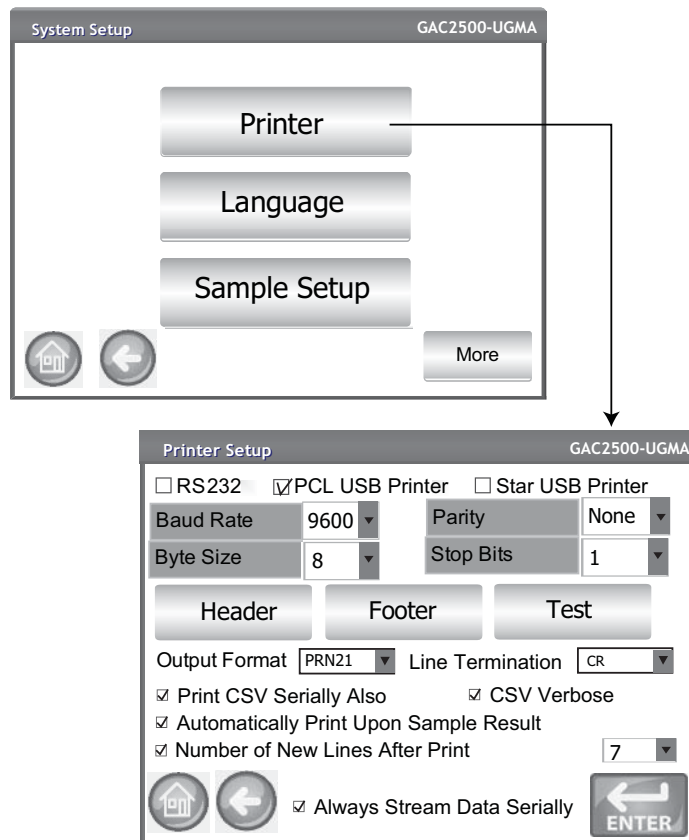 System Setup GAC2500-UGMA
Printer
Language
Sample Setup
More
Printer Setup GAC2500-UGMA
RS232 PCL USB Printer Star USB Printer
Baud Rate 9600 Parity None
Byte Size 8 Stop Bits 1
Header Footer Test
Output Format PRN21 Line Termination CR
Print CSV Serially Also CSV Verbose
Automatically Print Upon Sample Result
Number of New Lines After Print 7
Always Stream Data Serially ENTER